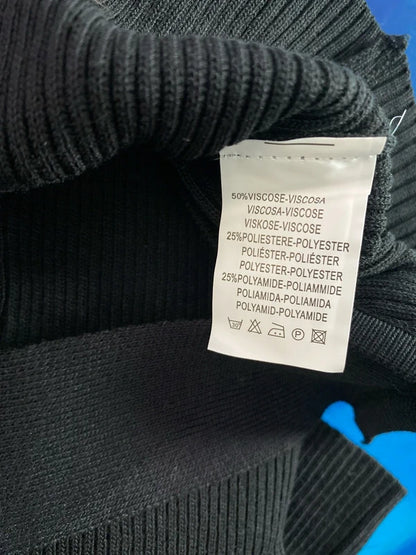 50%VISCOSE-VISCOSA
VISCOSA-VISCOSE
VISKOSE-VISCOSE
25%POLIESTERE-POLYESTER
POLIÉSTER-POLIÉSTER
POLYESTER-POLYESTER
25%POLYAMIDE-POLIAMMIDE
POLIAMIDA-POLIAMIDA
POLYAMID-POLYAMIDE
30 P